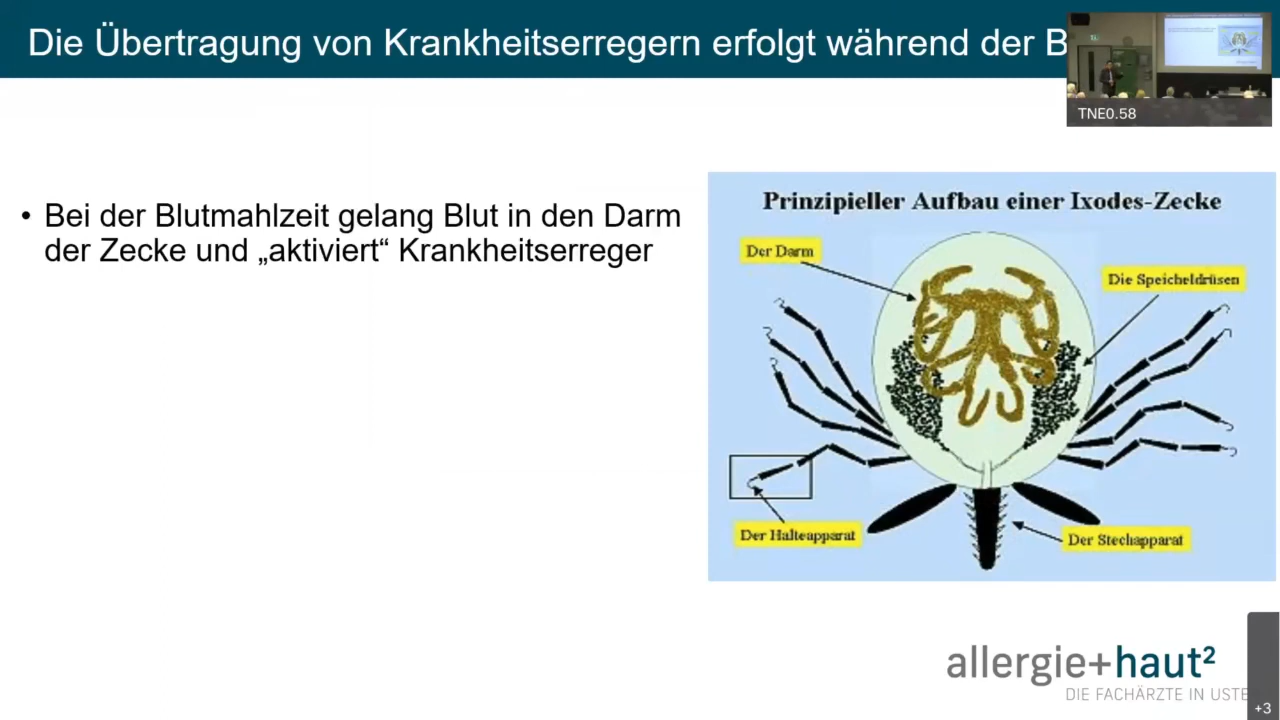 Die Übertragung von Krankheitserregern erfolgt während der B
TNE0.58
• Bei der Blutmahlzeit gelang Blut in den Darm
der Zecke und „aktiviert“ Krankheitserreger
Prinzipieller Aufbau einer Ixodes-Zecke
Der Darm
Die Speicheldrüsen
Der Halteapparat
Der Stechapparat
allergie+haut²
DIE FACHÄRZTE IN USTE
+3